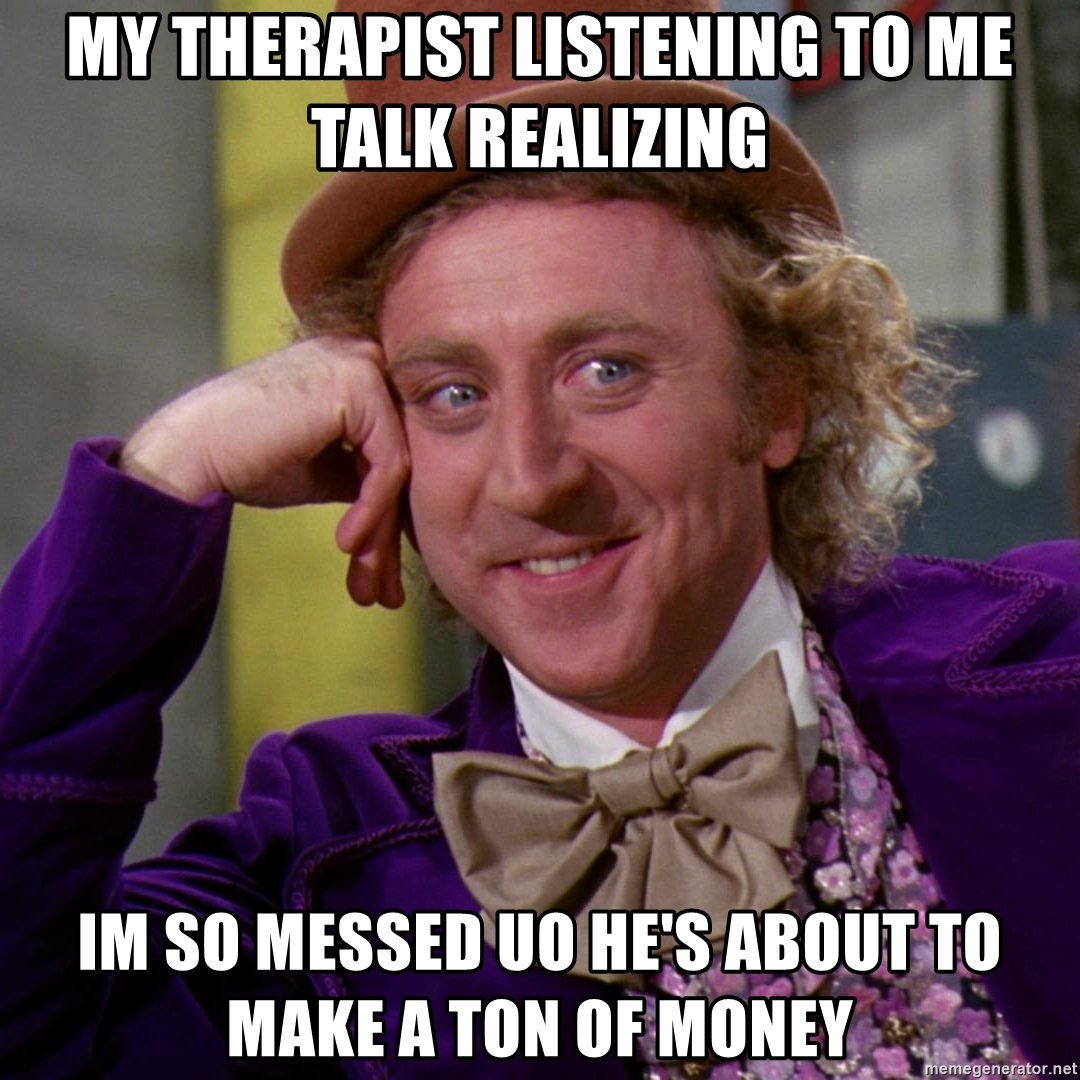 MY THERAPIST LISTENING TO ME
TALK REALIZING
IM SO MESSED UO HE'S ABOUT TO
MAKE A TON OF MONEY
memegenerator.net